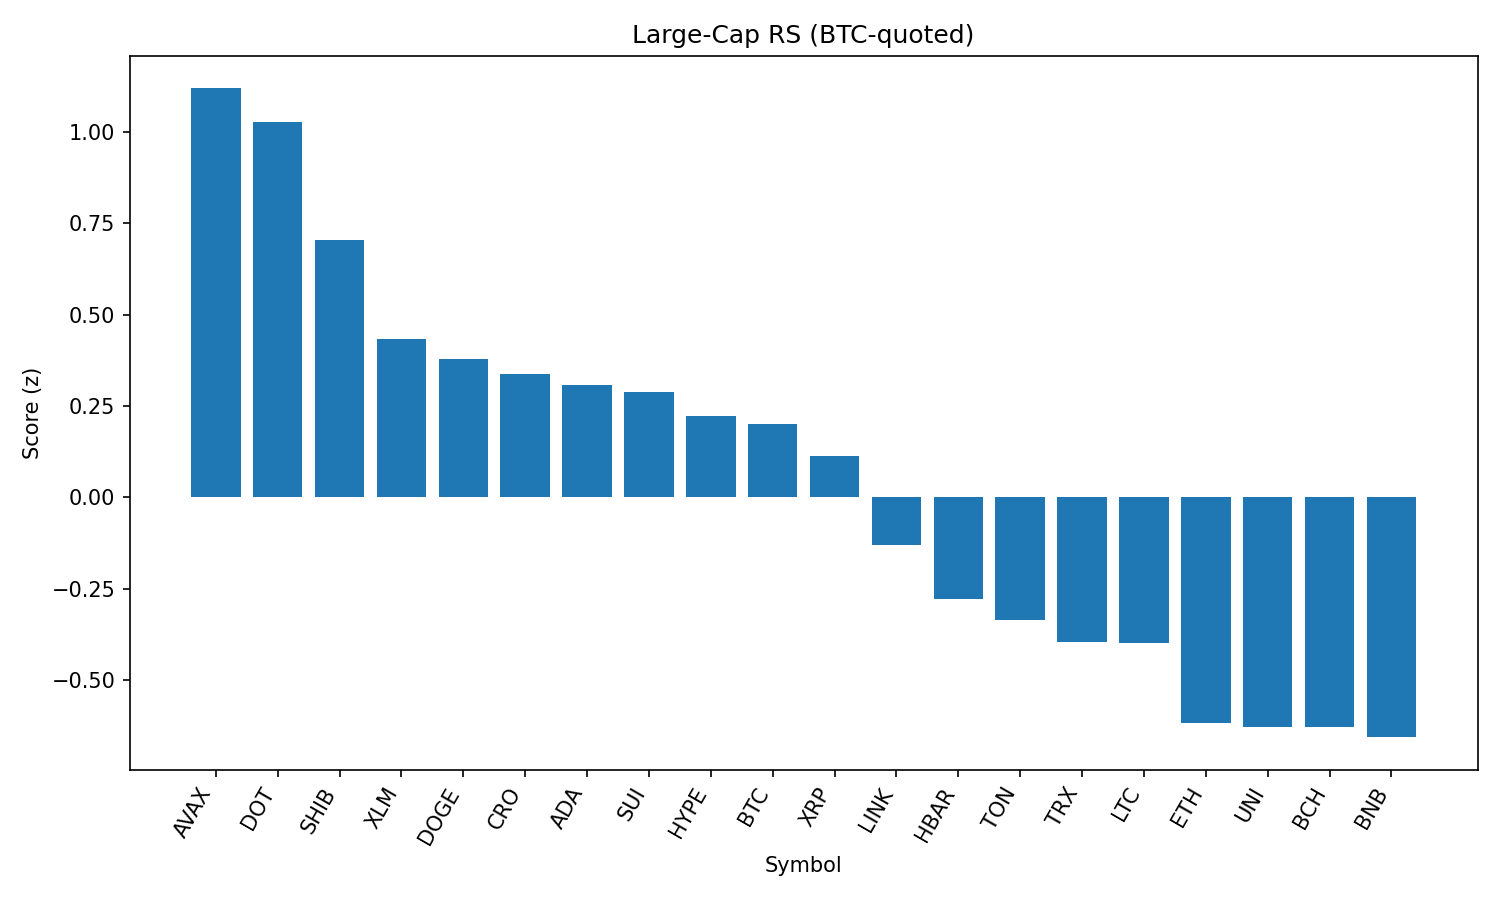 Large-Cap RS (BTC-quoted)
Score (z)
1.00
0.75
0.50
0.25
0.00
−0.25
−0.50
AVAX
DOT
SHIB
XLM
DOGE
CRO
ADA
SUI
HYPE
BTC
XRP
LINK
HBAR
TON
TRX
LTC
ETH
UNI
BCH
BNB
Symbol